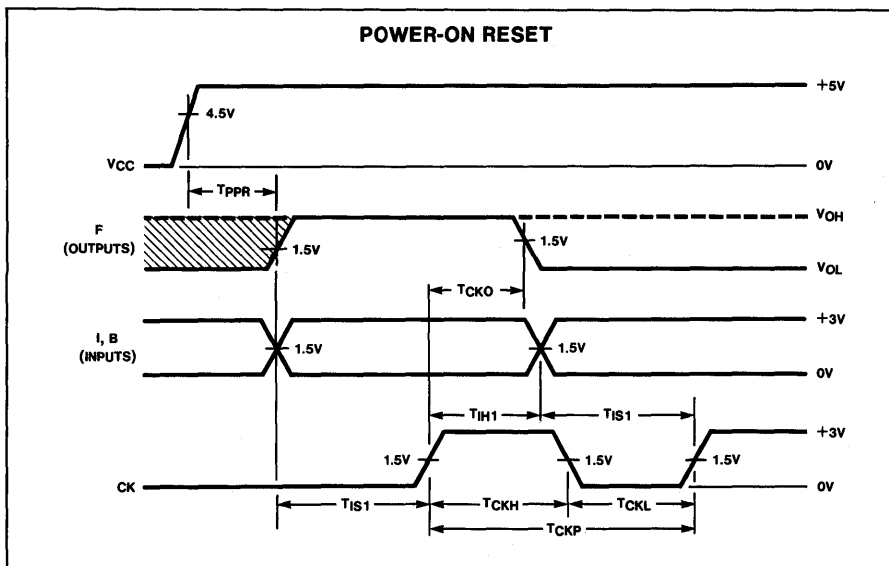 POWER-ON RESET
+5V
4.5V
VCC
0V
TPPR
VOH
F
(OUTPUTS)
1.5V
1.5V
VOL
TCKO
+3V
I, B
(INPUTS)
1.5V
1.5V
0V
TIH1
TIS1
+3V
1.5V
1.5V
1.5V
CK
0V
TIS1
TCKH
TCKL
TCKP